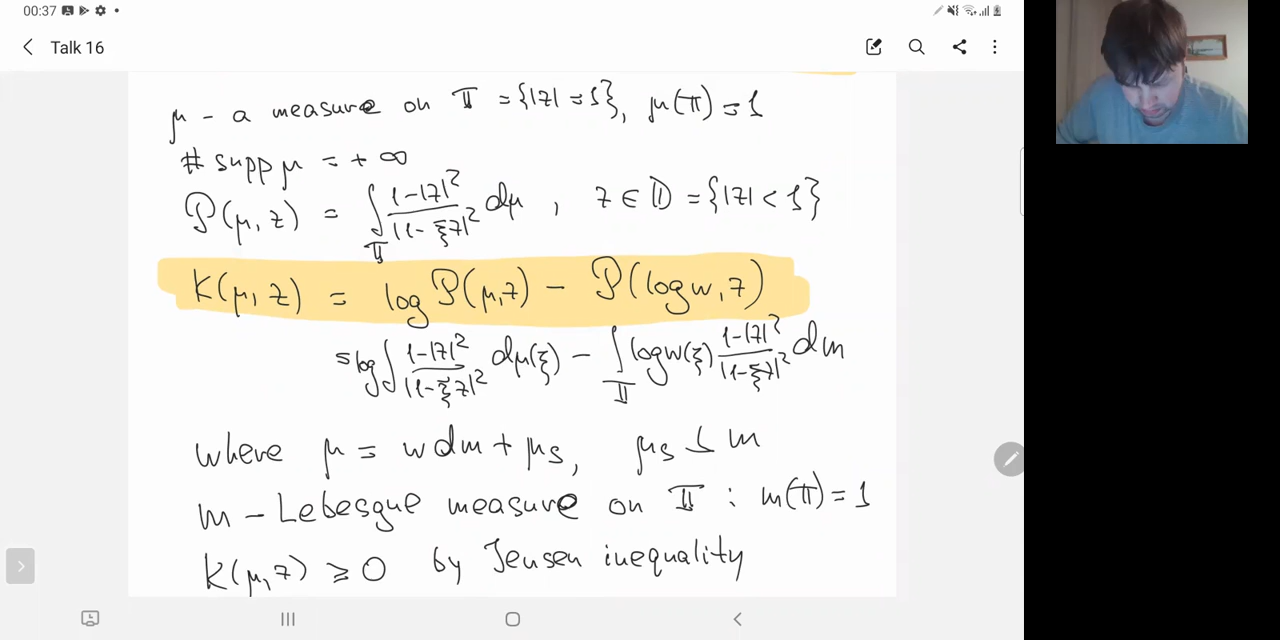 00:37
Talk 16
μ - a measure on 𝕋 = {|z| = 1}, μ(𝕋) = 1
# supp μ = + ∞
𝒫(μ, z) = ∫_𝕋 (1-|z|²)/|1-ξ̄z|² dμ, z ∈ 𝔻 = {|z| < 1}
K(μ, z) = log 𝒫(μ, z) - 𝒫(log w, z)
= log ∫ (1-|z|²)/|1-ξ̄z|² dμ(ξ) - ∫_𝕋 log w(ξ) (1-|z|²)/|1-ξ̄z|² dm
where μ = w dm + μ_s, μ_s ⊥ m
m - Lebesgue measure on 𝕋 : m(𝕋) = 1
K(μ, z) ⩾ 0 by Jensen inequality